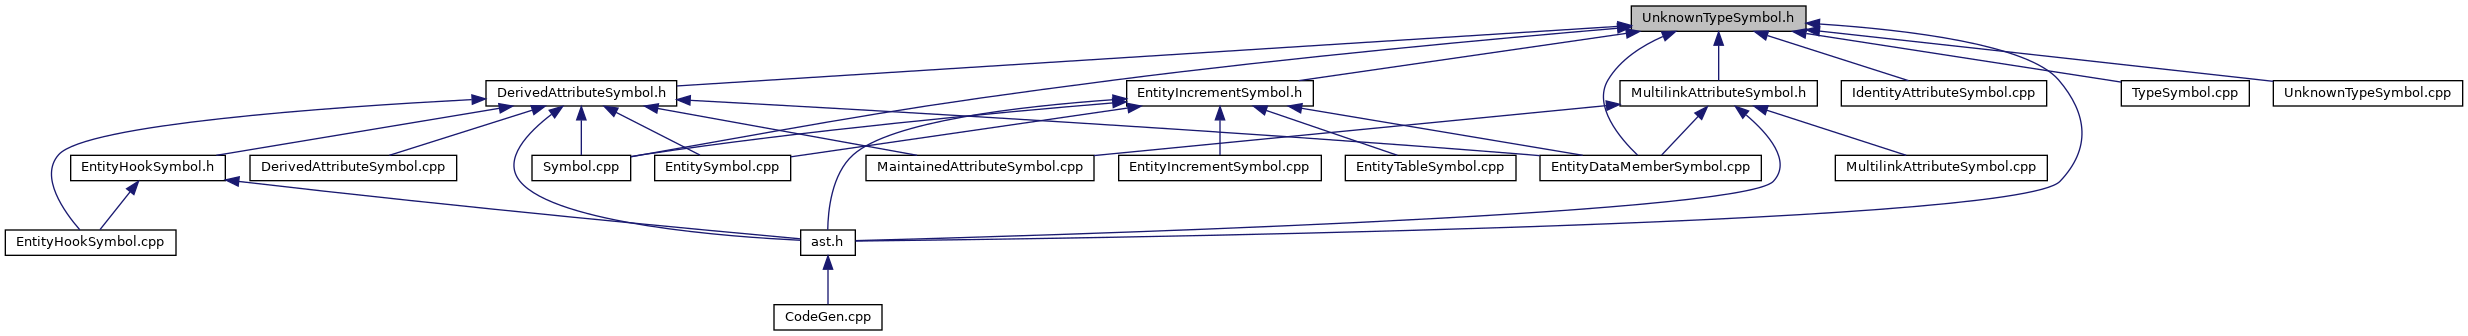 UnknownTypeSymbol.h
DerivedAttributeSymbol.h
EntityIncrementSymbol.h
MultilinkAttributeSymbol.h
IdentityAttributeSymbol.cpp
TypeSymbol.cpp
UnknownTypeSymbol.cpp
EntityHookSymbol.h
DerivedAttributeSymbol.cpp
Symbol.cpp
EntitySymbol.cpp
MaintainedAttributeSymbol.cpp
EntityIncrementSymbol.cpp
EntityTableSymbol.cpp
EntityDataMemberSymbol.cpp
MultilinkAttributeSymbol.cpp
EntityHookSymbol.cpp
ast.h
CodeGen.cpp